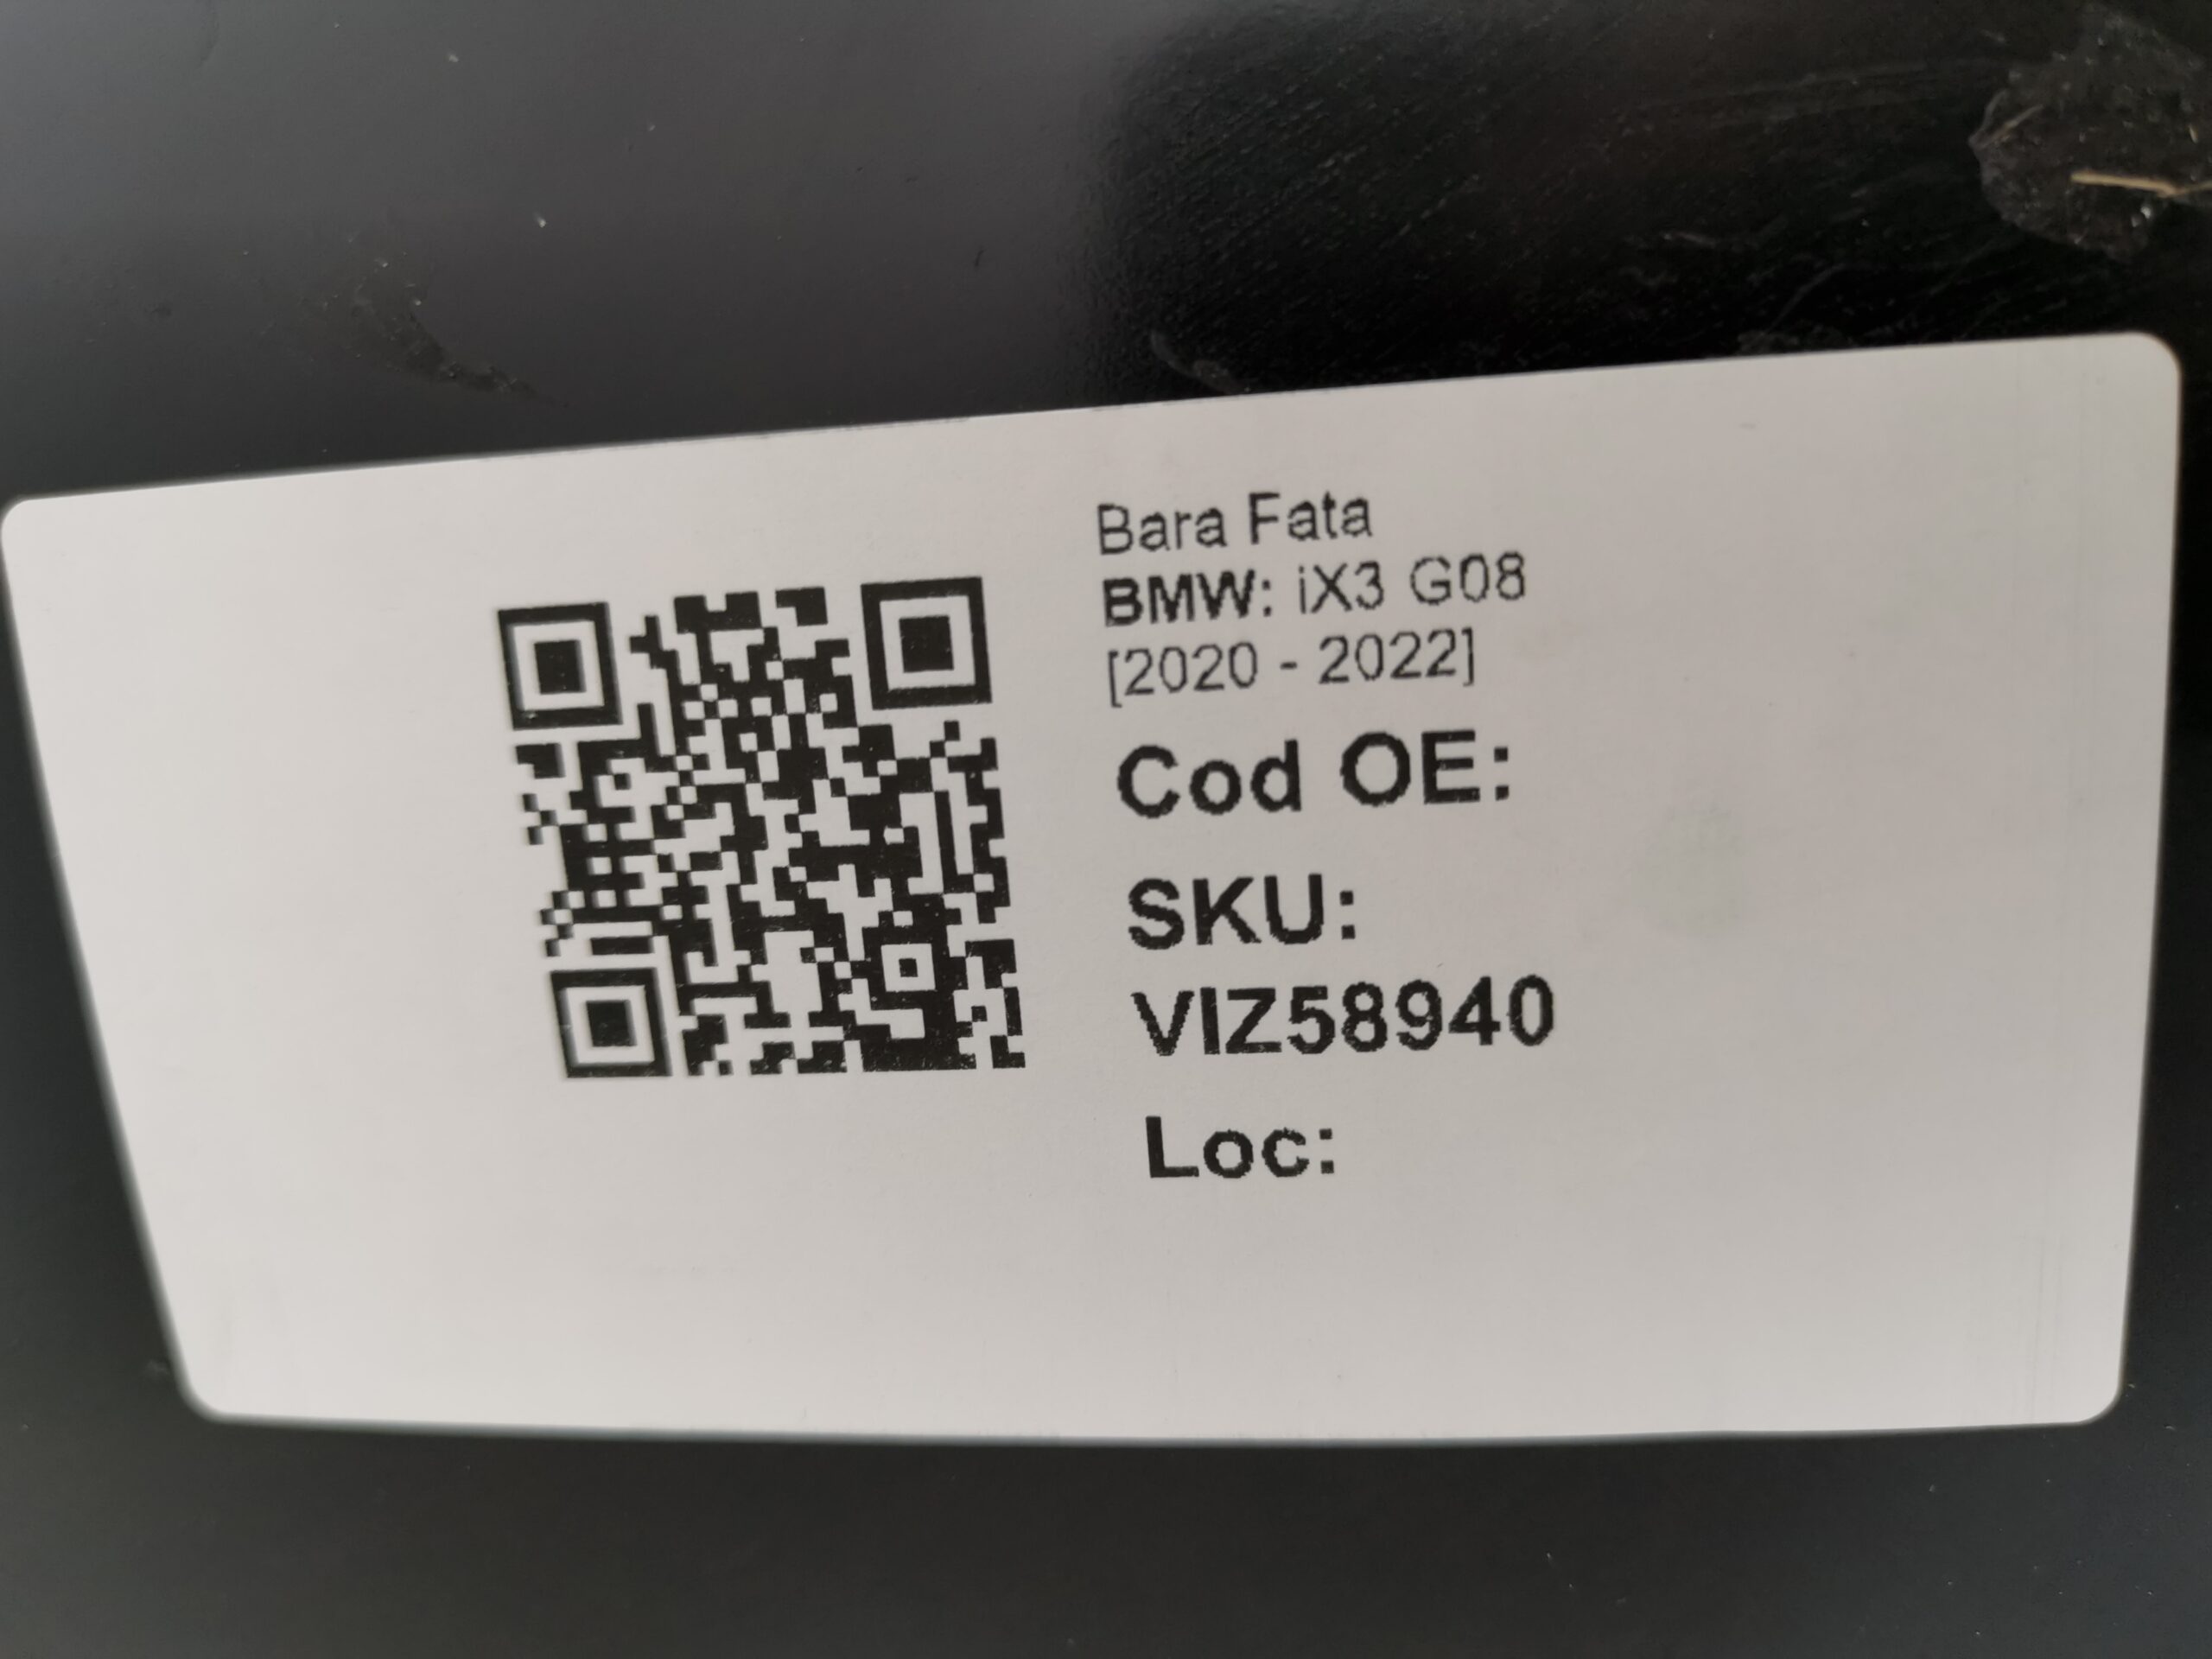 Bara Fata
BMW: iX3 G08
[2020 - 2022]
Cod OE:
SKU:
VIZ58940
Loc: